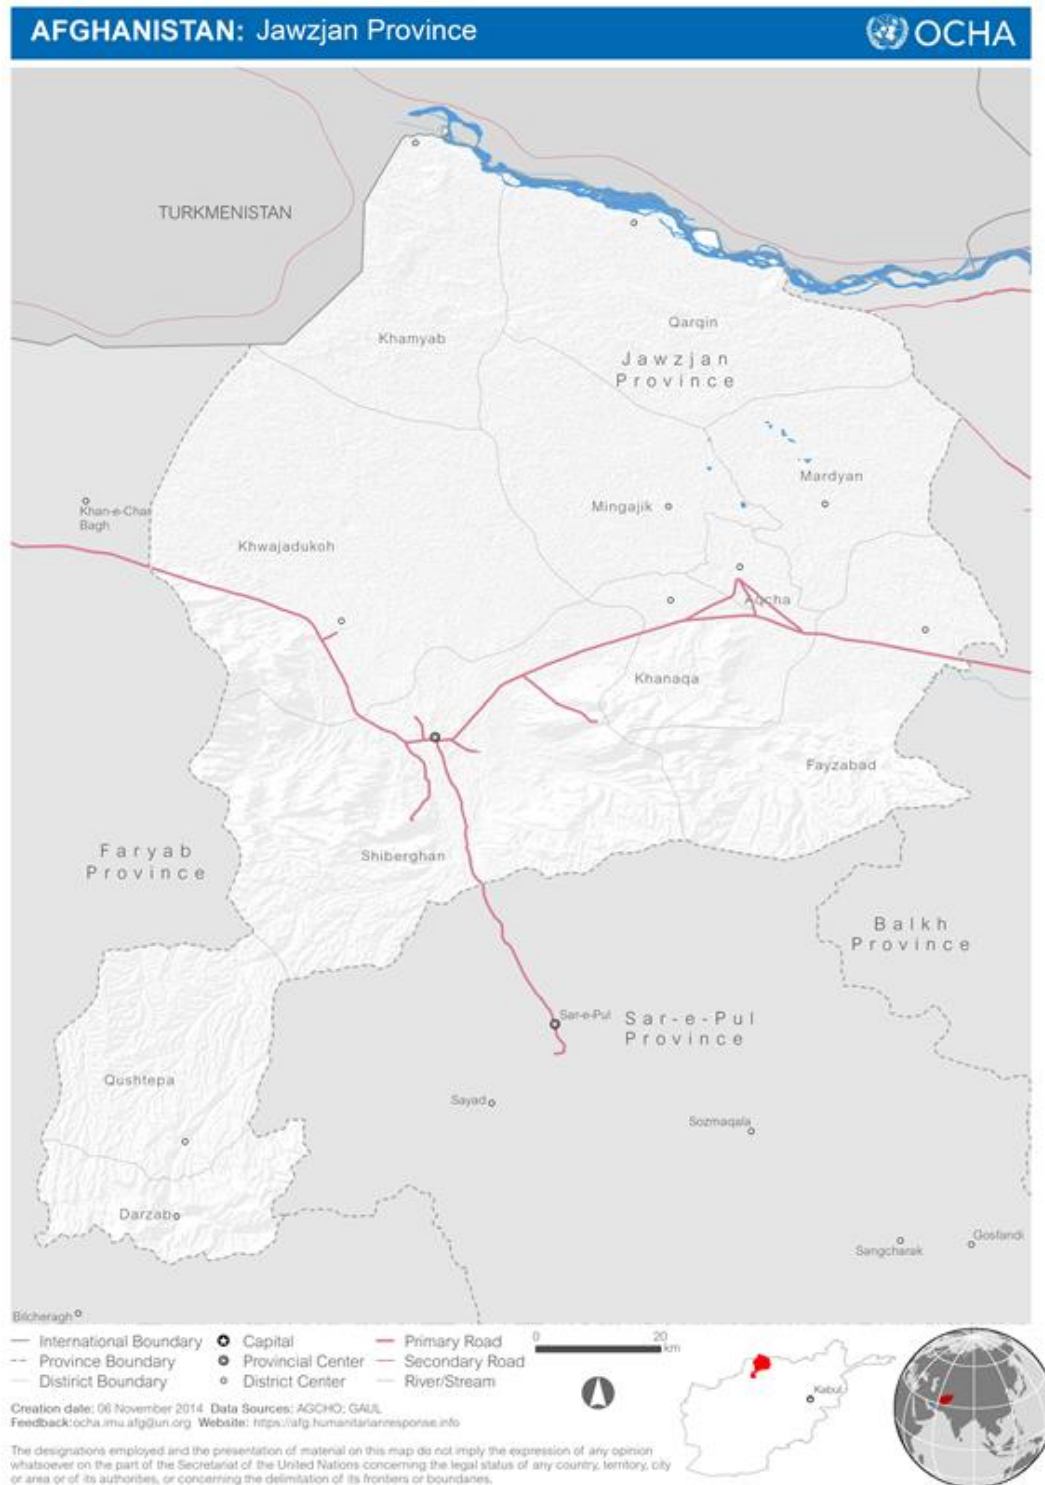 AFGHANISTAN: Jawzjan Province
OCHA
TURKMENISTAN
Khamyab
Qarqin
Jawzjan
Province
Mardyan
Khan-e-Char
Bagh
Mingajik
Khwajadukoh
Aqcha
Khanaqa
Fayzabad
Faryab
Province
Shiberghan
Balkh
Province
Sar-e-Pul
Sar-e-Pul
Province
Qushtepa
Sayad
Sozmaqala
Darzab
Gosfandi
Sangcharak
Bilcheragh
International Boundary
Capital
Primary Road
0 20
km
Province Boundary
Provincial Center
Secondary Road
Distirict Boundary
District Center
River/Stream
Kabul
Creation date: 06 November 2014 Data Sources: AGCHO; GAUL
Feedback:ocha.imu.afg@un.org Website: https://afg.humanitarianresponse.info
The designations employed and the presentation of material on this map do not imply the expression of any opinion
whatsoever on the part of the Secretariat of the United Nations concerning the legal status of any country, territory, city
or area or of its authorities, or concerning the delimitation of its frontiers or boundaries.